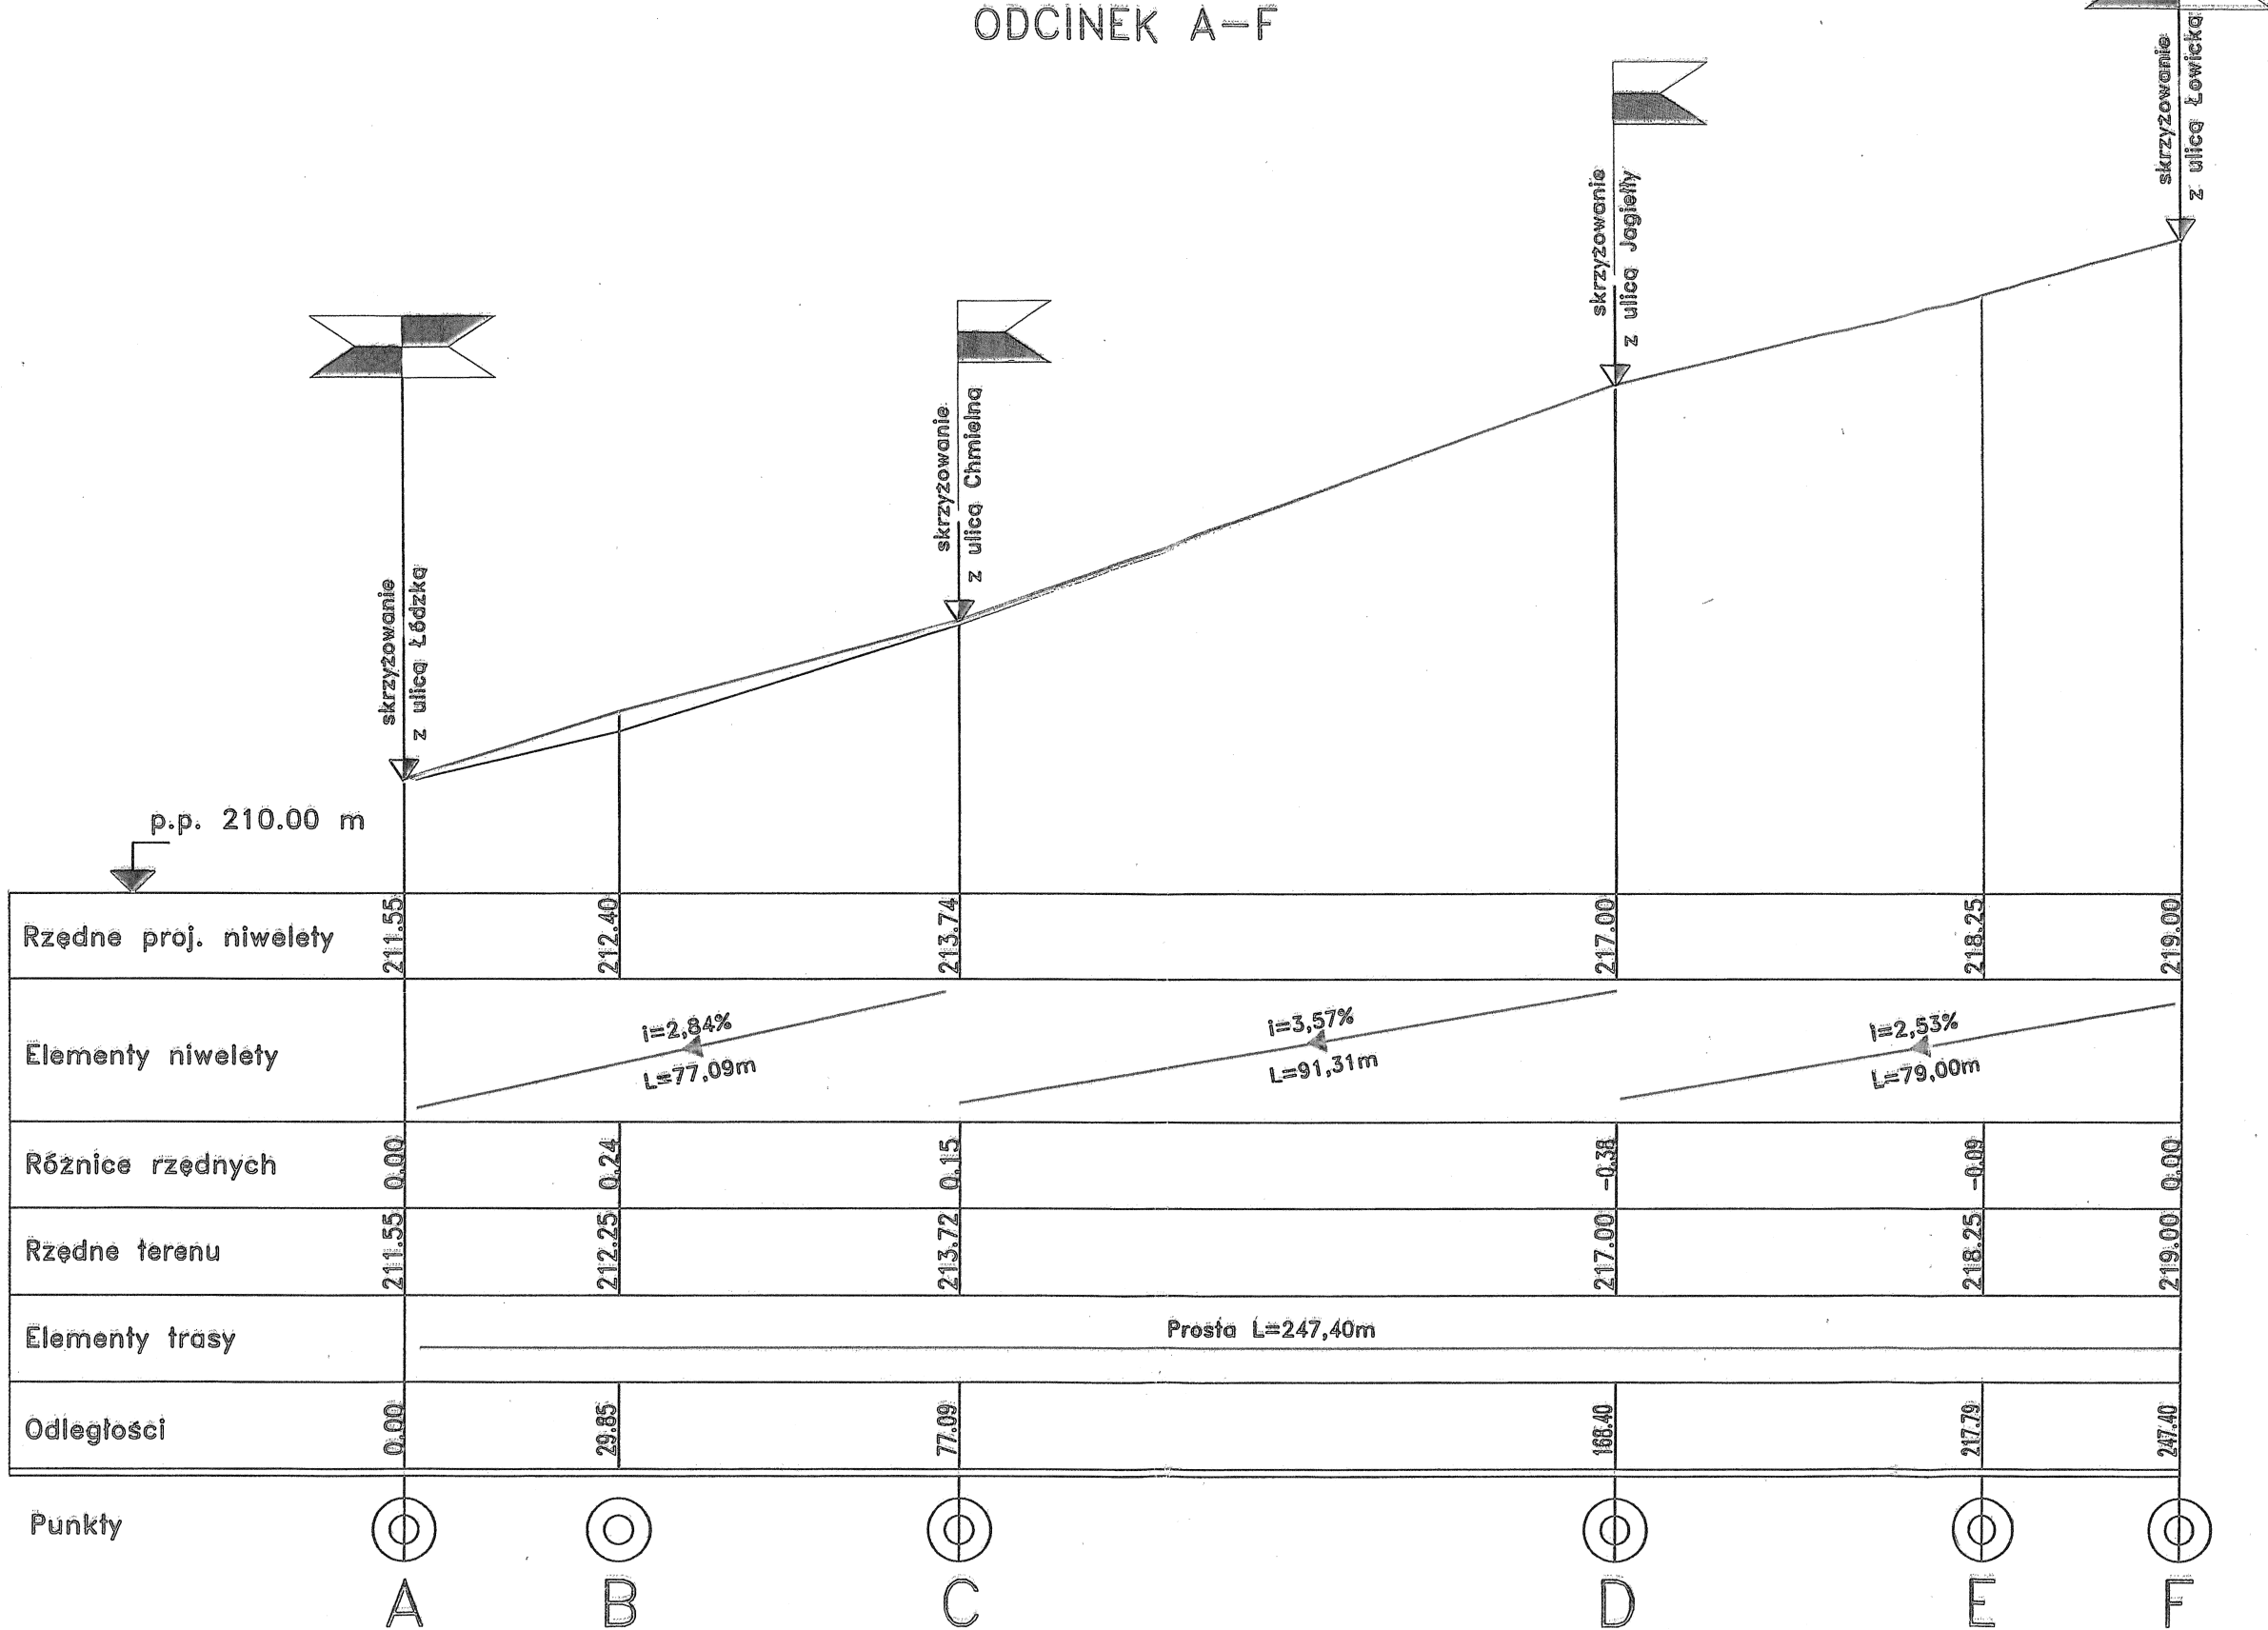 ODCINEK A-F
skrzyżowanie
z ulicą Łódzką
skrzyżowanie
z ulicą Chmielną
skrzyżowanie
z ulicą Jagiełły
skrzyżowanie
z ulicą Łowicką
p.p. 210.00 m
Rzędne proj. niwelety 211.55 212.40 213.74 217.00 218.25 219.00
Elementy niwelety
i=2,84%
L=77,09m
i=3,57%
L=91,31m
i=2,53%
L=79,00m
Różnice rzędnych 0.00 0.24 0.15 -0.38 -0.09 0.00
Rzędne terenu 211.55 212.25 213.72 217.00 218.25 219.00
Elementy trasy Prosta L=247,40m
Odległości 0.00 29.85 77.09 168.40 217.79 247.40
Punkty
A B C D E F